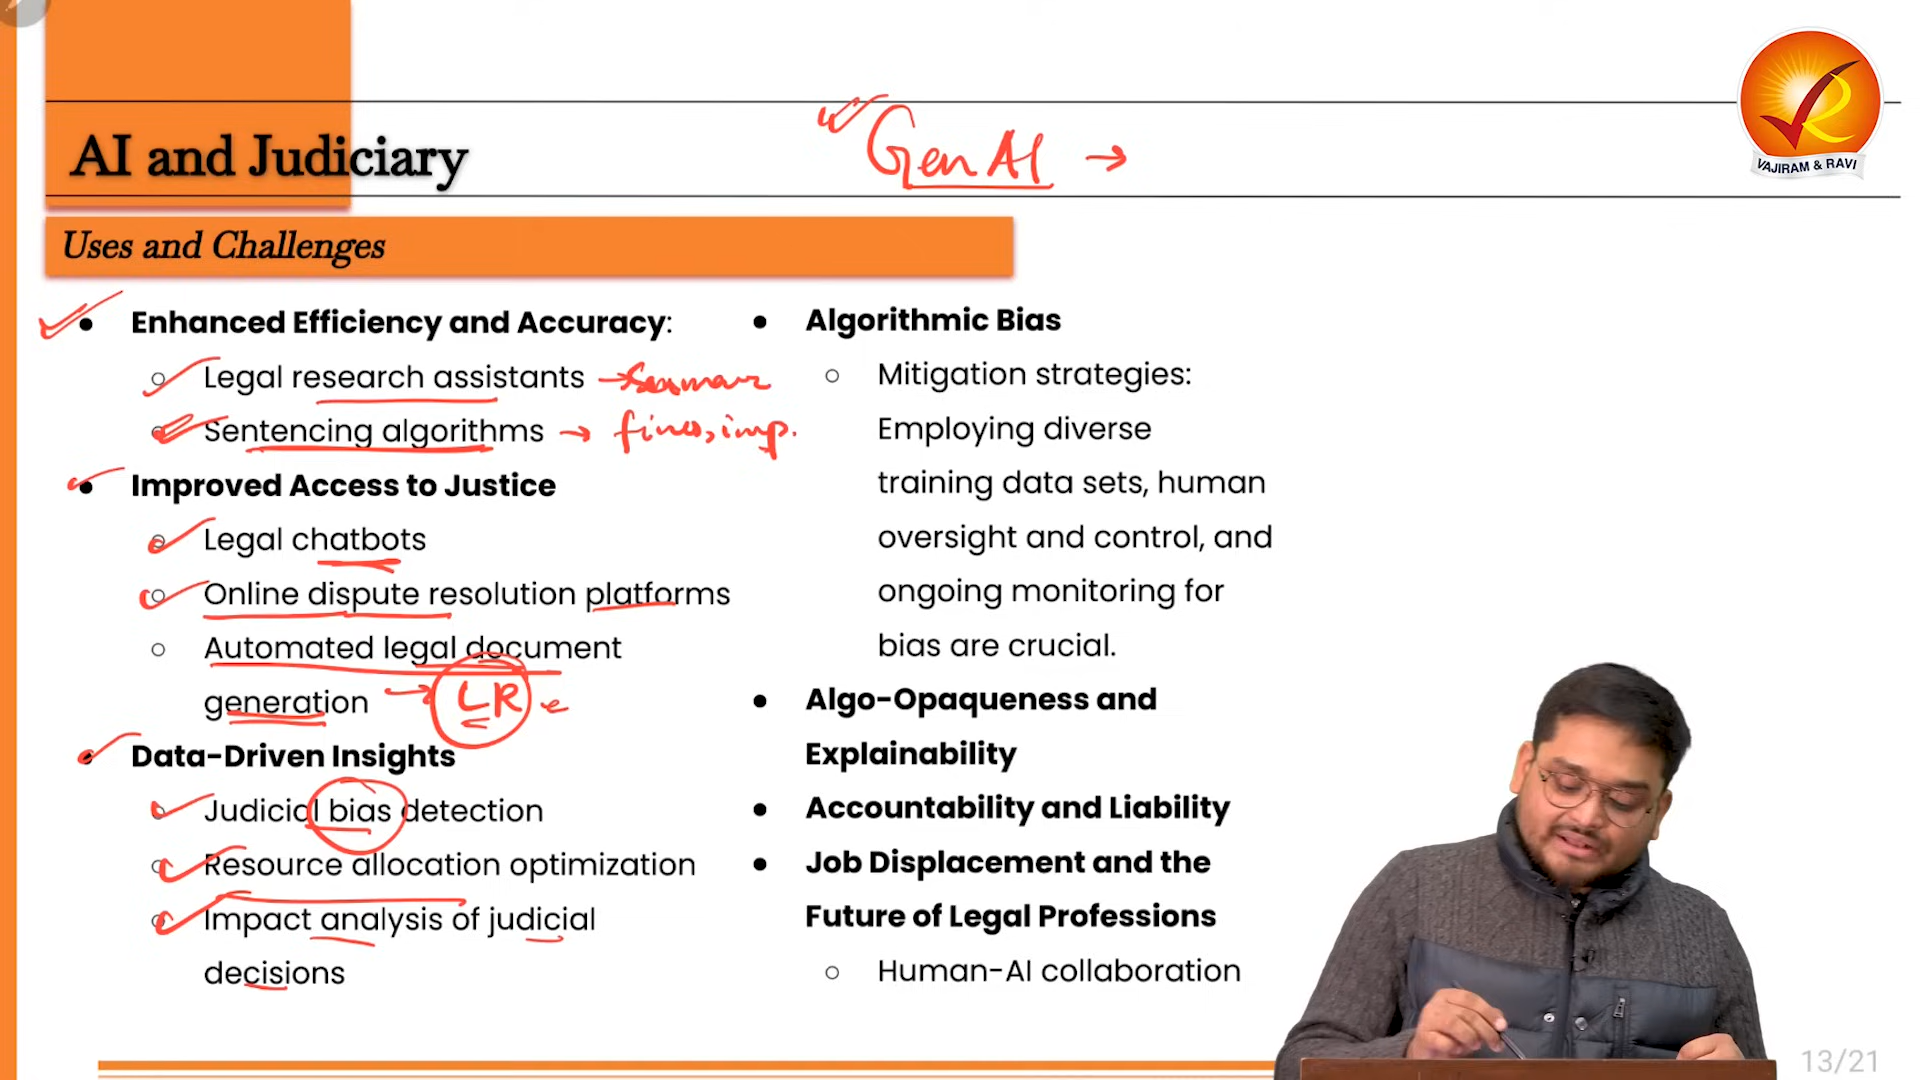 AI and Judiciary
GenAI →
VAJIRAM & RAVI
Uses and Challenges
● Enhanced Efficiency and Accuracy:
○ Legal research assistants →
○ Sentencing algorithms → fines, imp.
● Improved Access to Justice
○ Legal chatbots
○ Online dispute resolution platforms
○ Automated legal document
generation → LR
● Data-Driven Insights
○ Judicial bias detection
○ Resource allocation optimization
○ Impact analysis of judicial
decisions
● Algorithmic Bias
○ Mitigation strategies:
Employing diverse
training data sets, human
oversight and control, and
ongoing monitoring for
bias are crucial.
● Algo-Opaqueness and
Explainability
● Accountability and Liability
● Job Displacement and the
Future of Legal Professions
○ Human-AI collaboration
13/21